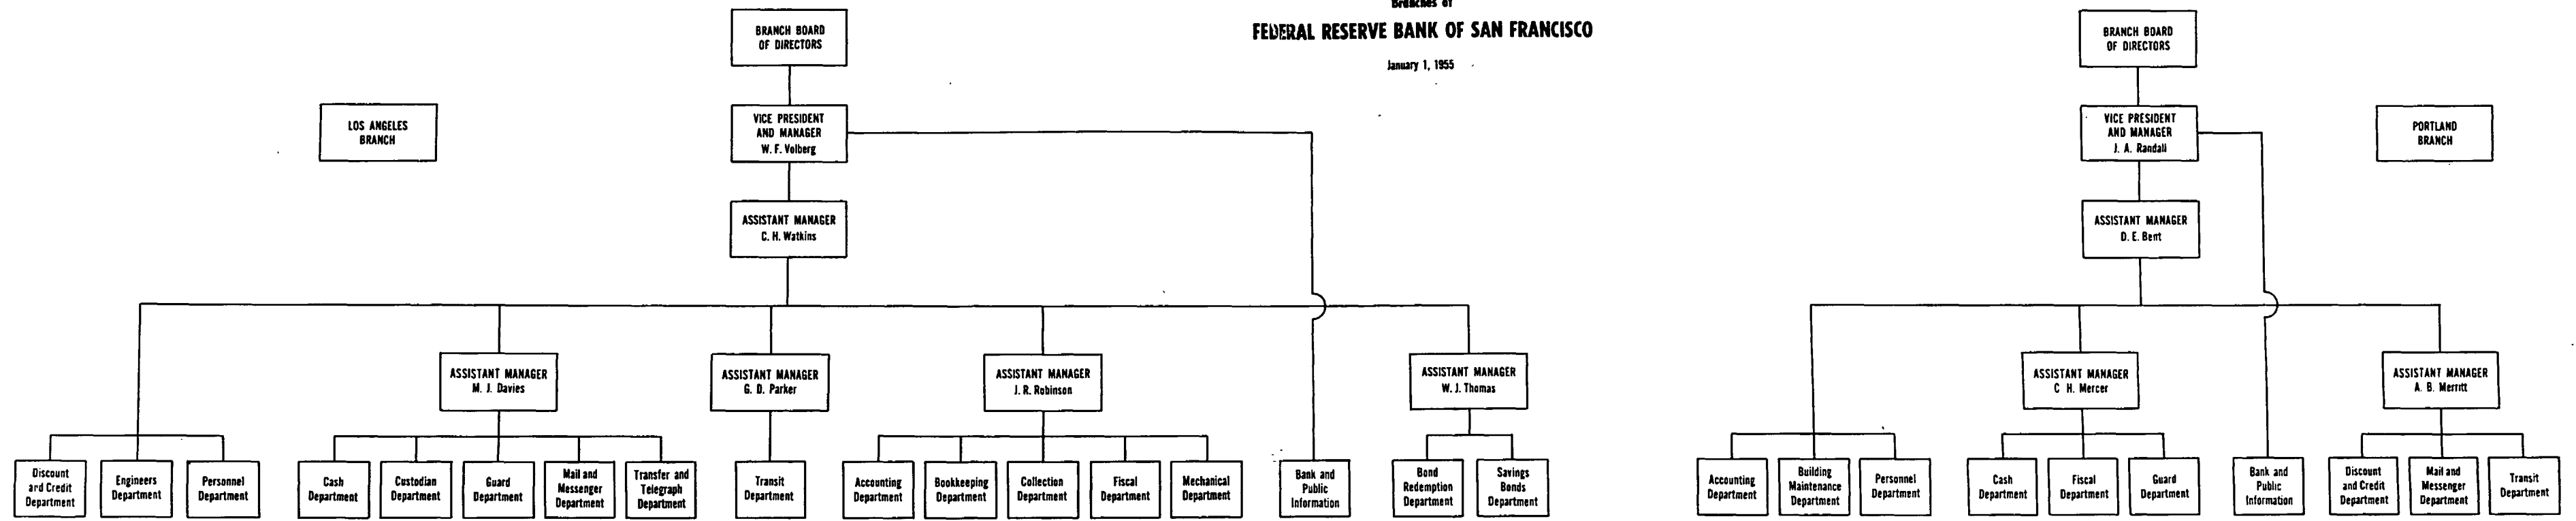 Branches of
FEDERAL RESERVE BANK OF SAN FRANCISCO
January 1, 1955
LOS ANGELES
BRANCH
BRANCH BOARD
OF DIRECTORS
VICE PRESIDENT
AND MANAGER
W. F. Volberg
ASSISTANT MANAGER
C. H. Watkins
ASSISTANT MANAGER
M. J. Davies
ASSISTANT MANAGER
G. D. Parker
ASSISTANT MANAGER
J. R. Robinson
ASSISTANT MANAGER
W. J. Thomas
Discount
and Credit
Department
Engineers
Department
Personnel
Department
Cash
Department
Custodian
Department
Guard
Department
Mail and
Messenger
Department
Transfer and
Telegraph
Department
Transit
Department
Accounting
Department
Bookkeeping
Department
Collection
Department
Fiscal
Department
Mechanical
Department
Bank and
Public
Information
Bond
Redemption
Department
Savings
Bonds
Department
BRANCH BOARD
OF DIRECTORS
VICE PRESIDENT
AND MANAGER
J. A. Randall
PORTLAND
BRANCH
ASSISTANT MANAGER
D. E. Bent
ASSISTANT MANAGER
C H. Mercer
ASSISTANT MANAGER
A. B. Merritt
Accounting
Department
Building
Maintenance
Department
Personnel
Department
Cash
Department
Fiscal
Department
Guard
Department
Bank and
Public
Information
Discount
and Credit
Department
Mail and
Messenger
Department
Transit
Department